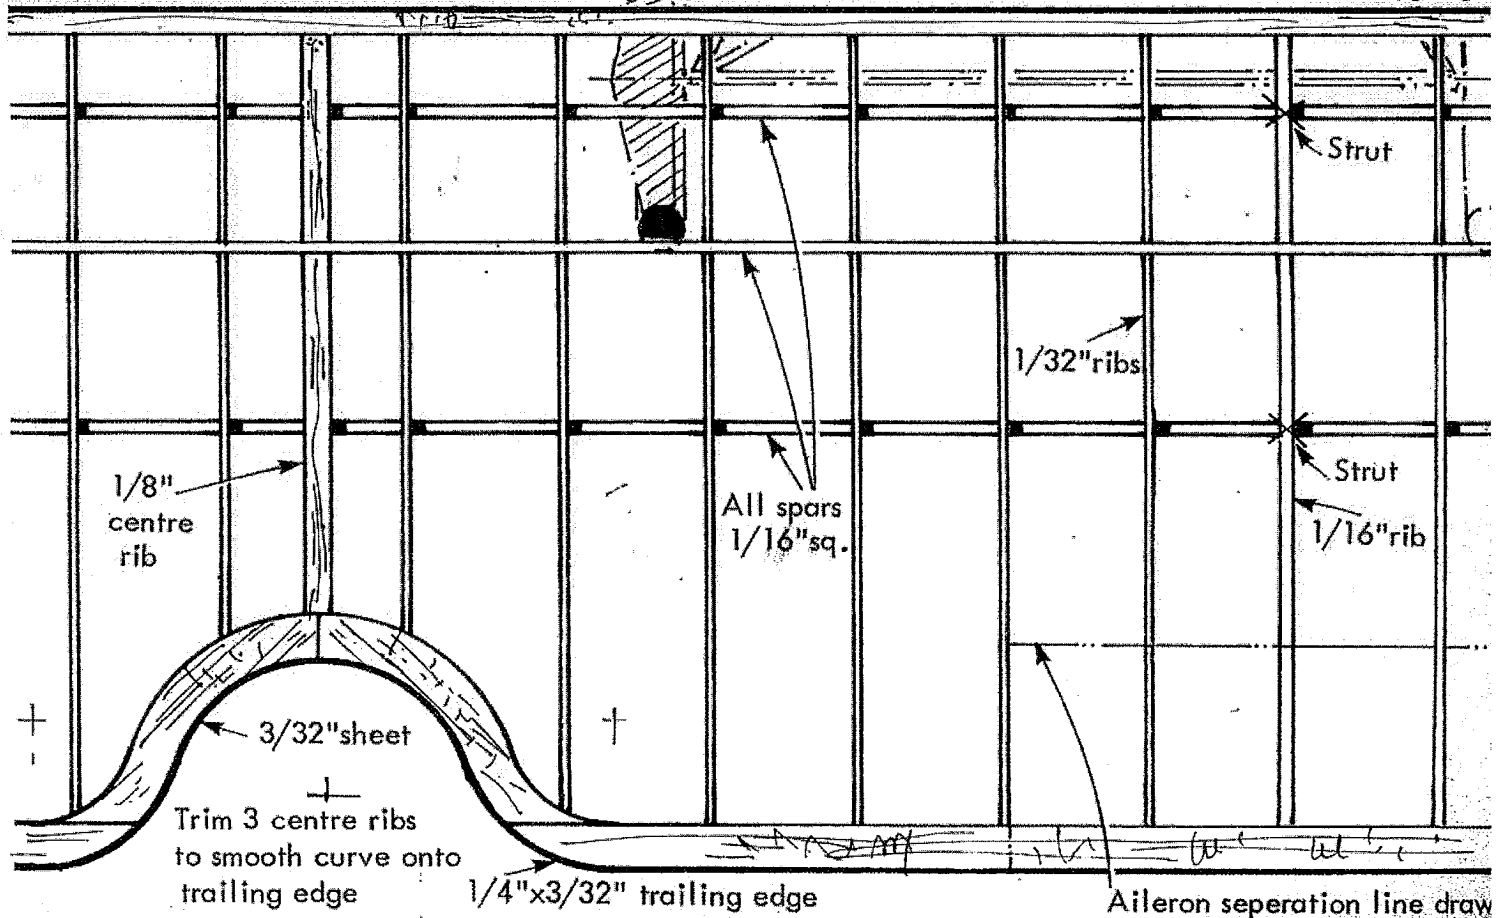 Strut
1/32"ribs
Strut
1/8"
centre
rib
All spars
1/16"sq.
1/16"rib
3/32"sheet
Trim 3 centre ribs
to smooth curve onto
trailing edge
1/4"x3/32" trailing edge
Aileron seperation line draw